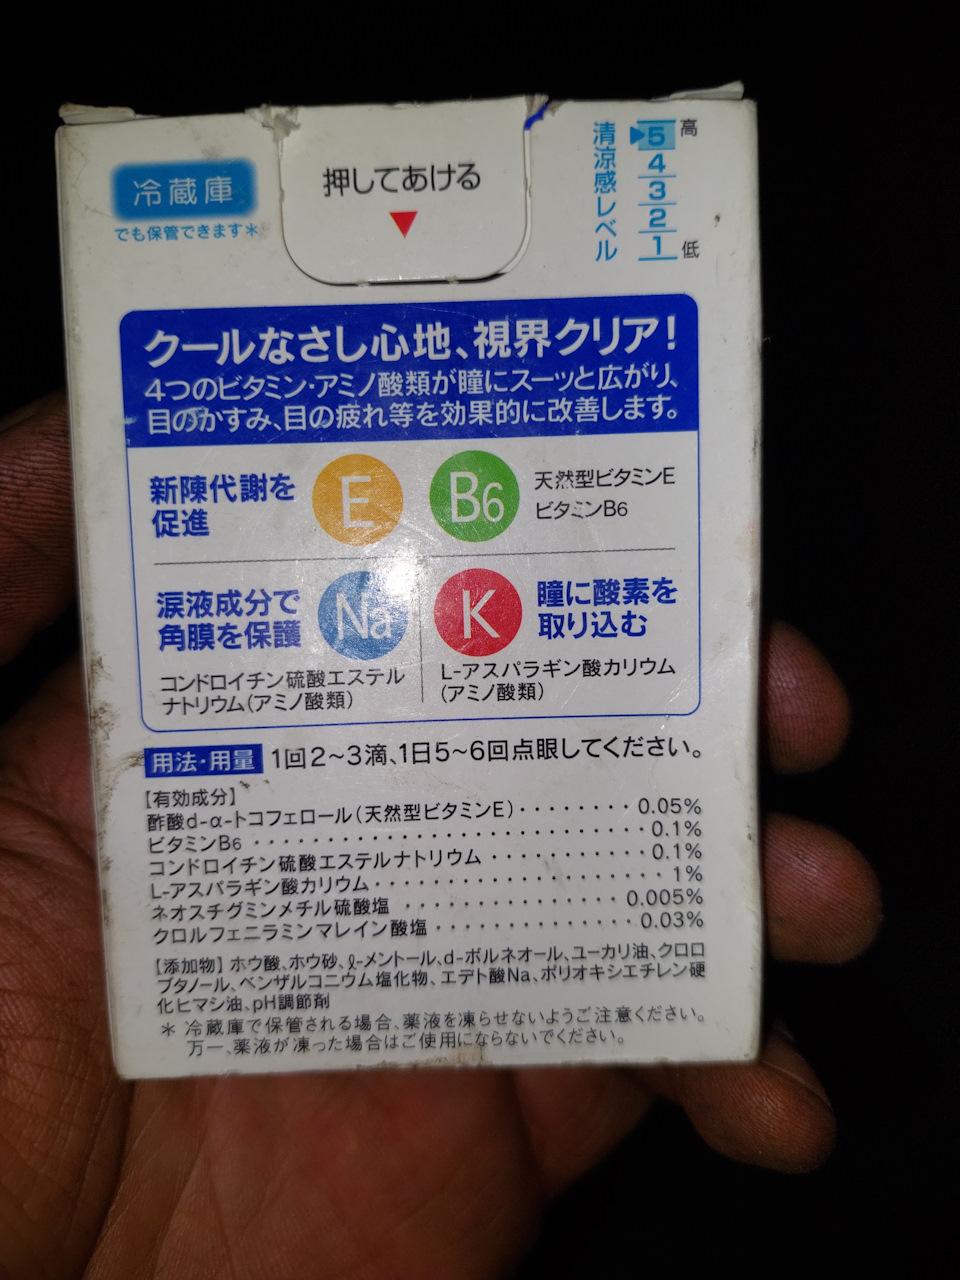 冷蔵庫
でも保管できます*
押してあける
清涼感レベル
高
5
4
3
2
1
低
クールなさし心地、視界クリア!
4つのビタミン・アミノ酸類が瞳にスーッと広がり、
目のかすみ、目の疲れ等を効果的に改善します。
新陳代謝を
促進
E
B6
天然型ビタミンE
ビタミンB6
涙液成分で
角膜を保護
Na
コンドロイチン硫酸エステル
ナトリウム(アミノ酸類)
K
瞳に酸素を
取り込む
L-アスパラギン酸カリウム
(アミノ酸類)
用法・用量 1回2~3滴、1日5~6回点眼してください。
【有効成分】
酢酸d-α-トコフェロール(天然型ビタミンE)········0.05%
ビタミンB6································0.1%
コンドロイチン硫酸エステルナトリウム···········0.1%
L-アスパラギン酸カリウム···················1%
ネオスチグミンメチル硫酸塩···············0.005%
クロルフェニラミンマレイン酸塩·············0.03%
【添加物】ホウ酸、ホウ砂、ℓ-メントール、d-ボルネオール、ユーカリ油、クロロ
ブタノール、ベンザルコニウム塩化物、エデト酸Na、ポリオキシエチレン硬
化ヒマシ油、pH調節剤
* 冷蔵庫で保管される場合、薬液を凍らせないようご注意ください。
万一、薬液が凍った場合はご使用にならないでください。